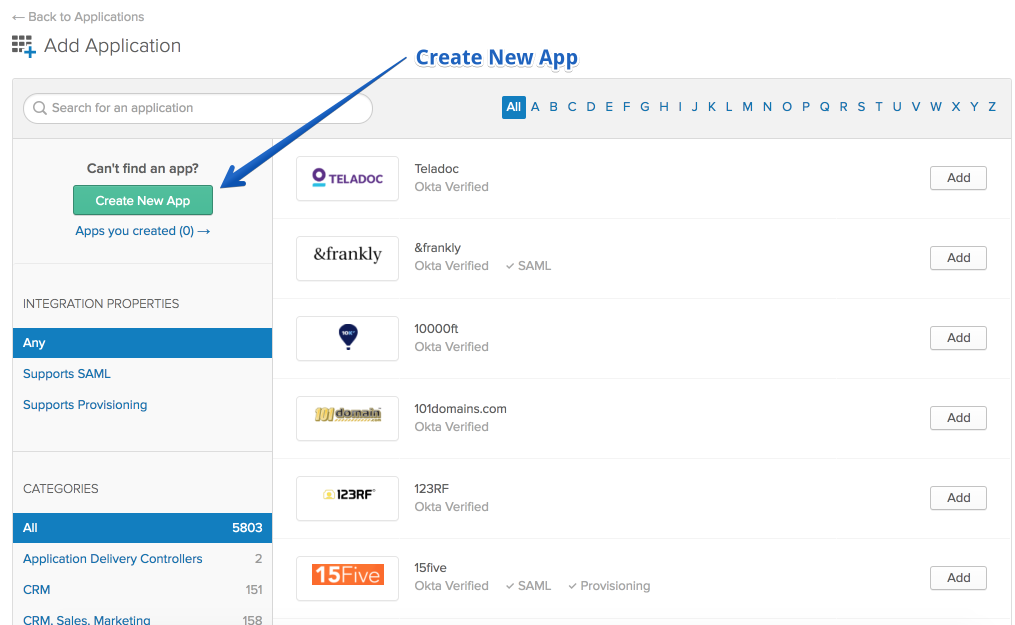 ← Back to Applications
Add Application
Create New App
Search for an application
All A B C D E F G H I J K L M N O P Q R S T U V W X Y Z
Can't find an app?
Create New App
Apps you created (0) →
INTEGRATION PROPERTIES
Any
Supports SAML
Supports Provisioning
CATEGORIES
All 5803
Application Delivery Controllers 2
CRM 151
CRM, Sales, Marketing 158
TELADOC
Teladoc
Okta Verified
Add
&frankly
&frankly
Okta Verified ✓ SAML
Add
10K
10000ft
Okta Verified
Add
101domain
101domains.com
Okta Verified
Add
123RF
123RF
Okta Verified
Add
15Five
15five
Okta Verified ✓ SAML ✓ Provisioning
Add